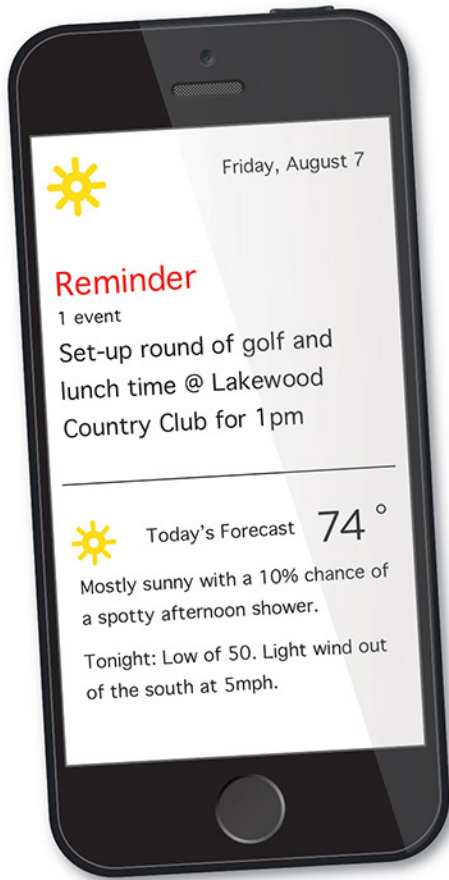 Friday, August 7
Reminder
1 event
Set-up round of golf and
lunch time @ Lakewood
Country Club for 1pm
Today's Forecast 74°
Mostly sunny with a 10% chance of
a spotty afternoon shower.
Tonight: Low of 50. Light wind out
of the south at 5mph.